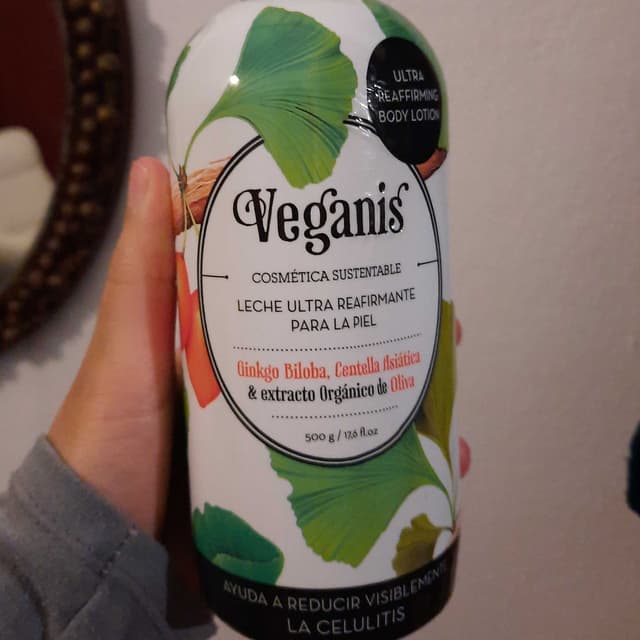 ULTRA
REAFFIRMING
BODY LOTION
Veganis
COSMÉTICA SUSTENTABLE
LECHE ULTRA REAFIRMANTE
PARA LA PIEL
Ginkgo Biloba, Centella Asiática
& extracto Orgánico de Oliva
500 g / 17,6 fl.oz
AYUDA A REDUCIR VISIBLEMENTE
LA CELULITIS